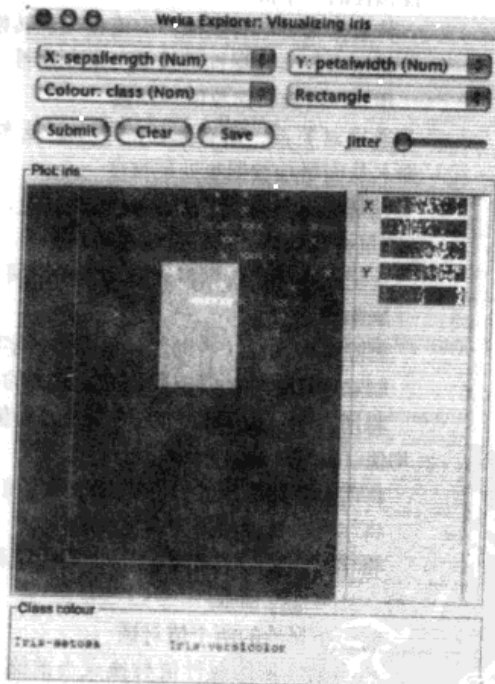 Weka Explorer: Visualizing iris
X: sepallength (Num)
Y: petalwidth (Num)
Colour: class (Nom)
Rectangle
Submit
Clear
Save
Jitter
Plot: iris
X
Y
Class colour
Iris-setosa
Iris-versicolor